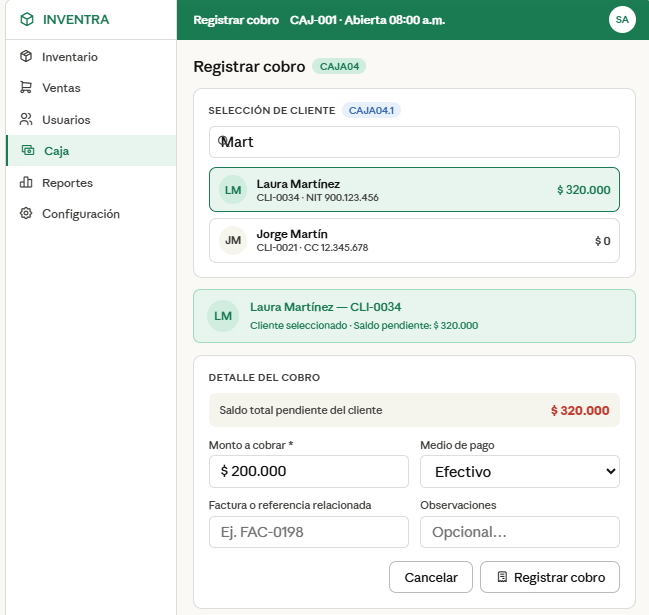 INVENTRA
Registrar cobro CAJ-001 · Abierta 08:00 a.m.
SA
Inventario
Ventas
Usuarios
Caja
Reportes
Configuración
Registrar cobro CAJA04
SELECCIÓN DE CLIENTE CAJA04.1
Mart
LM
Laura Martínez
CLI-0034 · NIT 900.123.456
$ 320.000
JM
Jorge Martín
CLI-0021 · CC 12.345.678
$ 0
LM
Laura Martínez — CLI-0034
Cliente seleccionado · Saldo pendiente: $ 320.000
DETALLE DEL COBRO
Saldo total pendiente del cliente $ 320.000
Monto a cobrar * Medio de pago
$ 200.000 Efectivo
Factura o referencia relacionada Observaciones
Ej. FAC-0198 Opcional...
Cancelar Registrar cobro